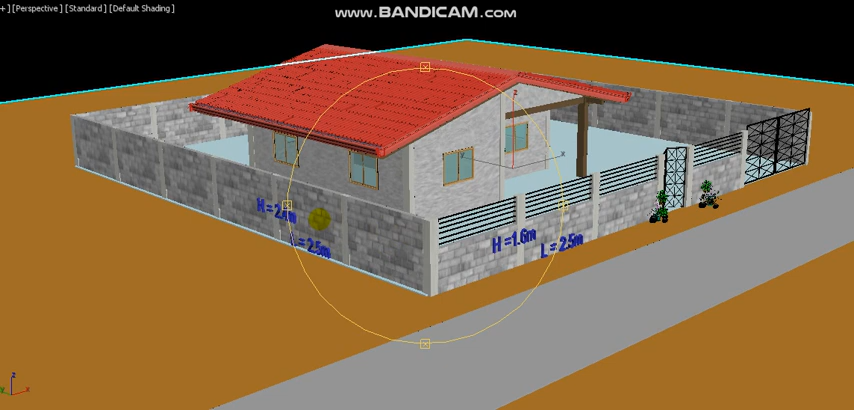 + ] [Perspective ] [Standard ] [Default Shading ]
www.BANDICAM.com
H =2.4m
L =2.5m
H =1.6m
L =2.5m
z
x
z
x
y